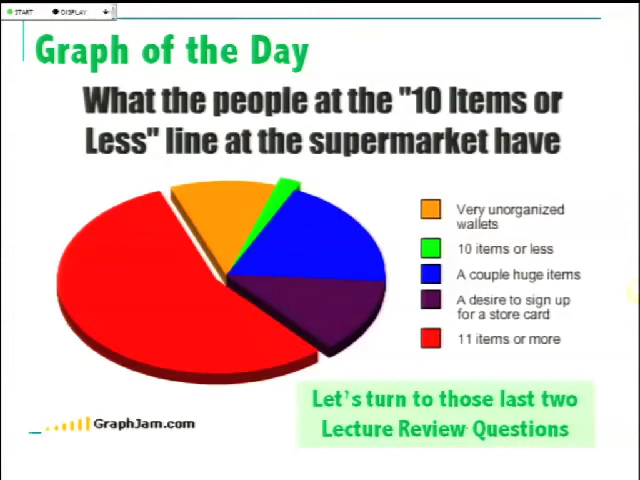 START DISPLAY
Graph of the Day
What the people at the "10 Items or
Less" line at the supermarket have
Very unorganized
wallets
10 items or less
A couple huge items
A desire to sign up
for a store card
11 items or more
Let's turn to those last two
Lecture Review Questions
GraphJam.com